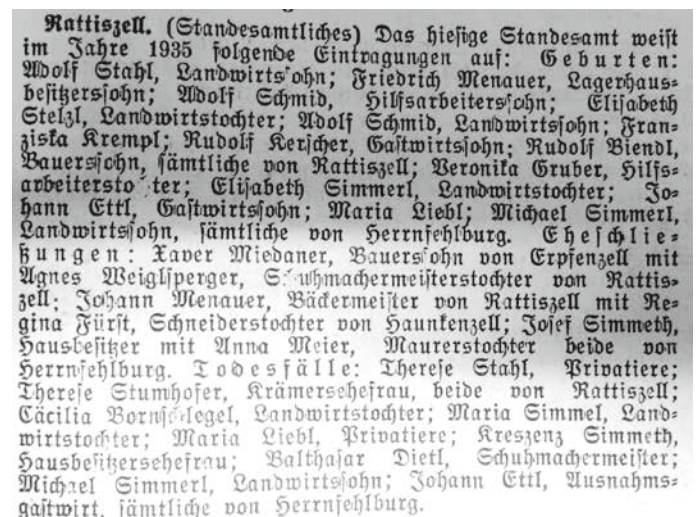 Rattiszell. (Standesamtliches) Das hiesige Standesamt weist
im Jahre 1935 folgende Eintragungen auf: Geburten:
Adolf Stahl, Landwirtssohn; Friedrich Menauer, Lagerhaus-
besitzerssohn; Adolf Schmid, Hilfsarbeiterssohn; Elisabeth
Stelzl, Landwirtstochter; Adolf Schmid, Landwirtsohn; Fran-
ziska Krempl; Rudolf Kerscher, Gastwirtsohn; Rudolf Biendl,
Bauerssohn, sämtliche von Rattiszell; Veronika Gruber, Hilfs-
arbeiterstochter; Elisabeth Simmerl, Landwirtstochter; Jo-
hann Ettl, Gastwirtssohn; Maria Liebl; Michael Simmerl,
Landwirtssohn, sämtliche von Herrnfehlburg. Eheschlie-
ßungen: Xaver Miedaner, Bauerssohn von Erpfenzell mit
Agnes Weiglsperger, Schuhmachermeisterstochter von Rattis-
zell; Johann Menauer, Bäckermeister von Rattiszell mit Re-
gina Fürst, Schneiderstochter von Haunkenzell; Josef Simmeth,
Hausbesitzer mit Anna Meier, Maurerstochter beide von
Herrnfehlburg. Todesfälle: Therese Stahl, Privatiere;
Therese Stumhofer, Krämersehefrau, beide von Rattiszell;
Cäcilia Bornschlegel, Landwirtstochter; Maria Simmel, Land-
wirtstochter; Maria Liebl, Privatiere; Kreszenz Simmeth,
Hausbesitzersehefrau; Balthasar Dietl, Schuhmachermeister;
Michael Simmerl, Landwirtssohn; Johann Ettl, Ausnahms-
gastwirt, sämtliche von Herrnfehlburg.